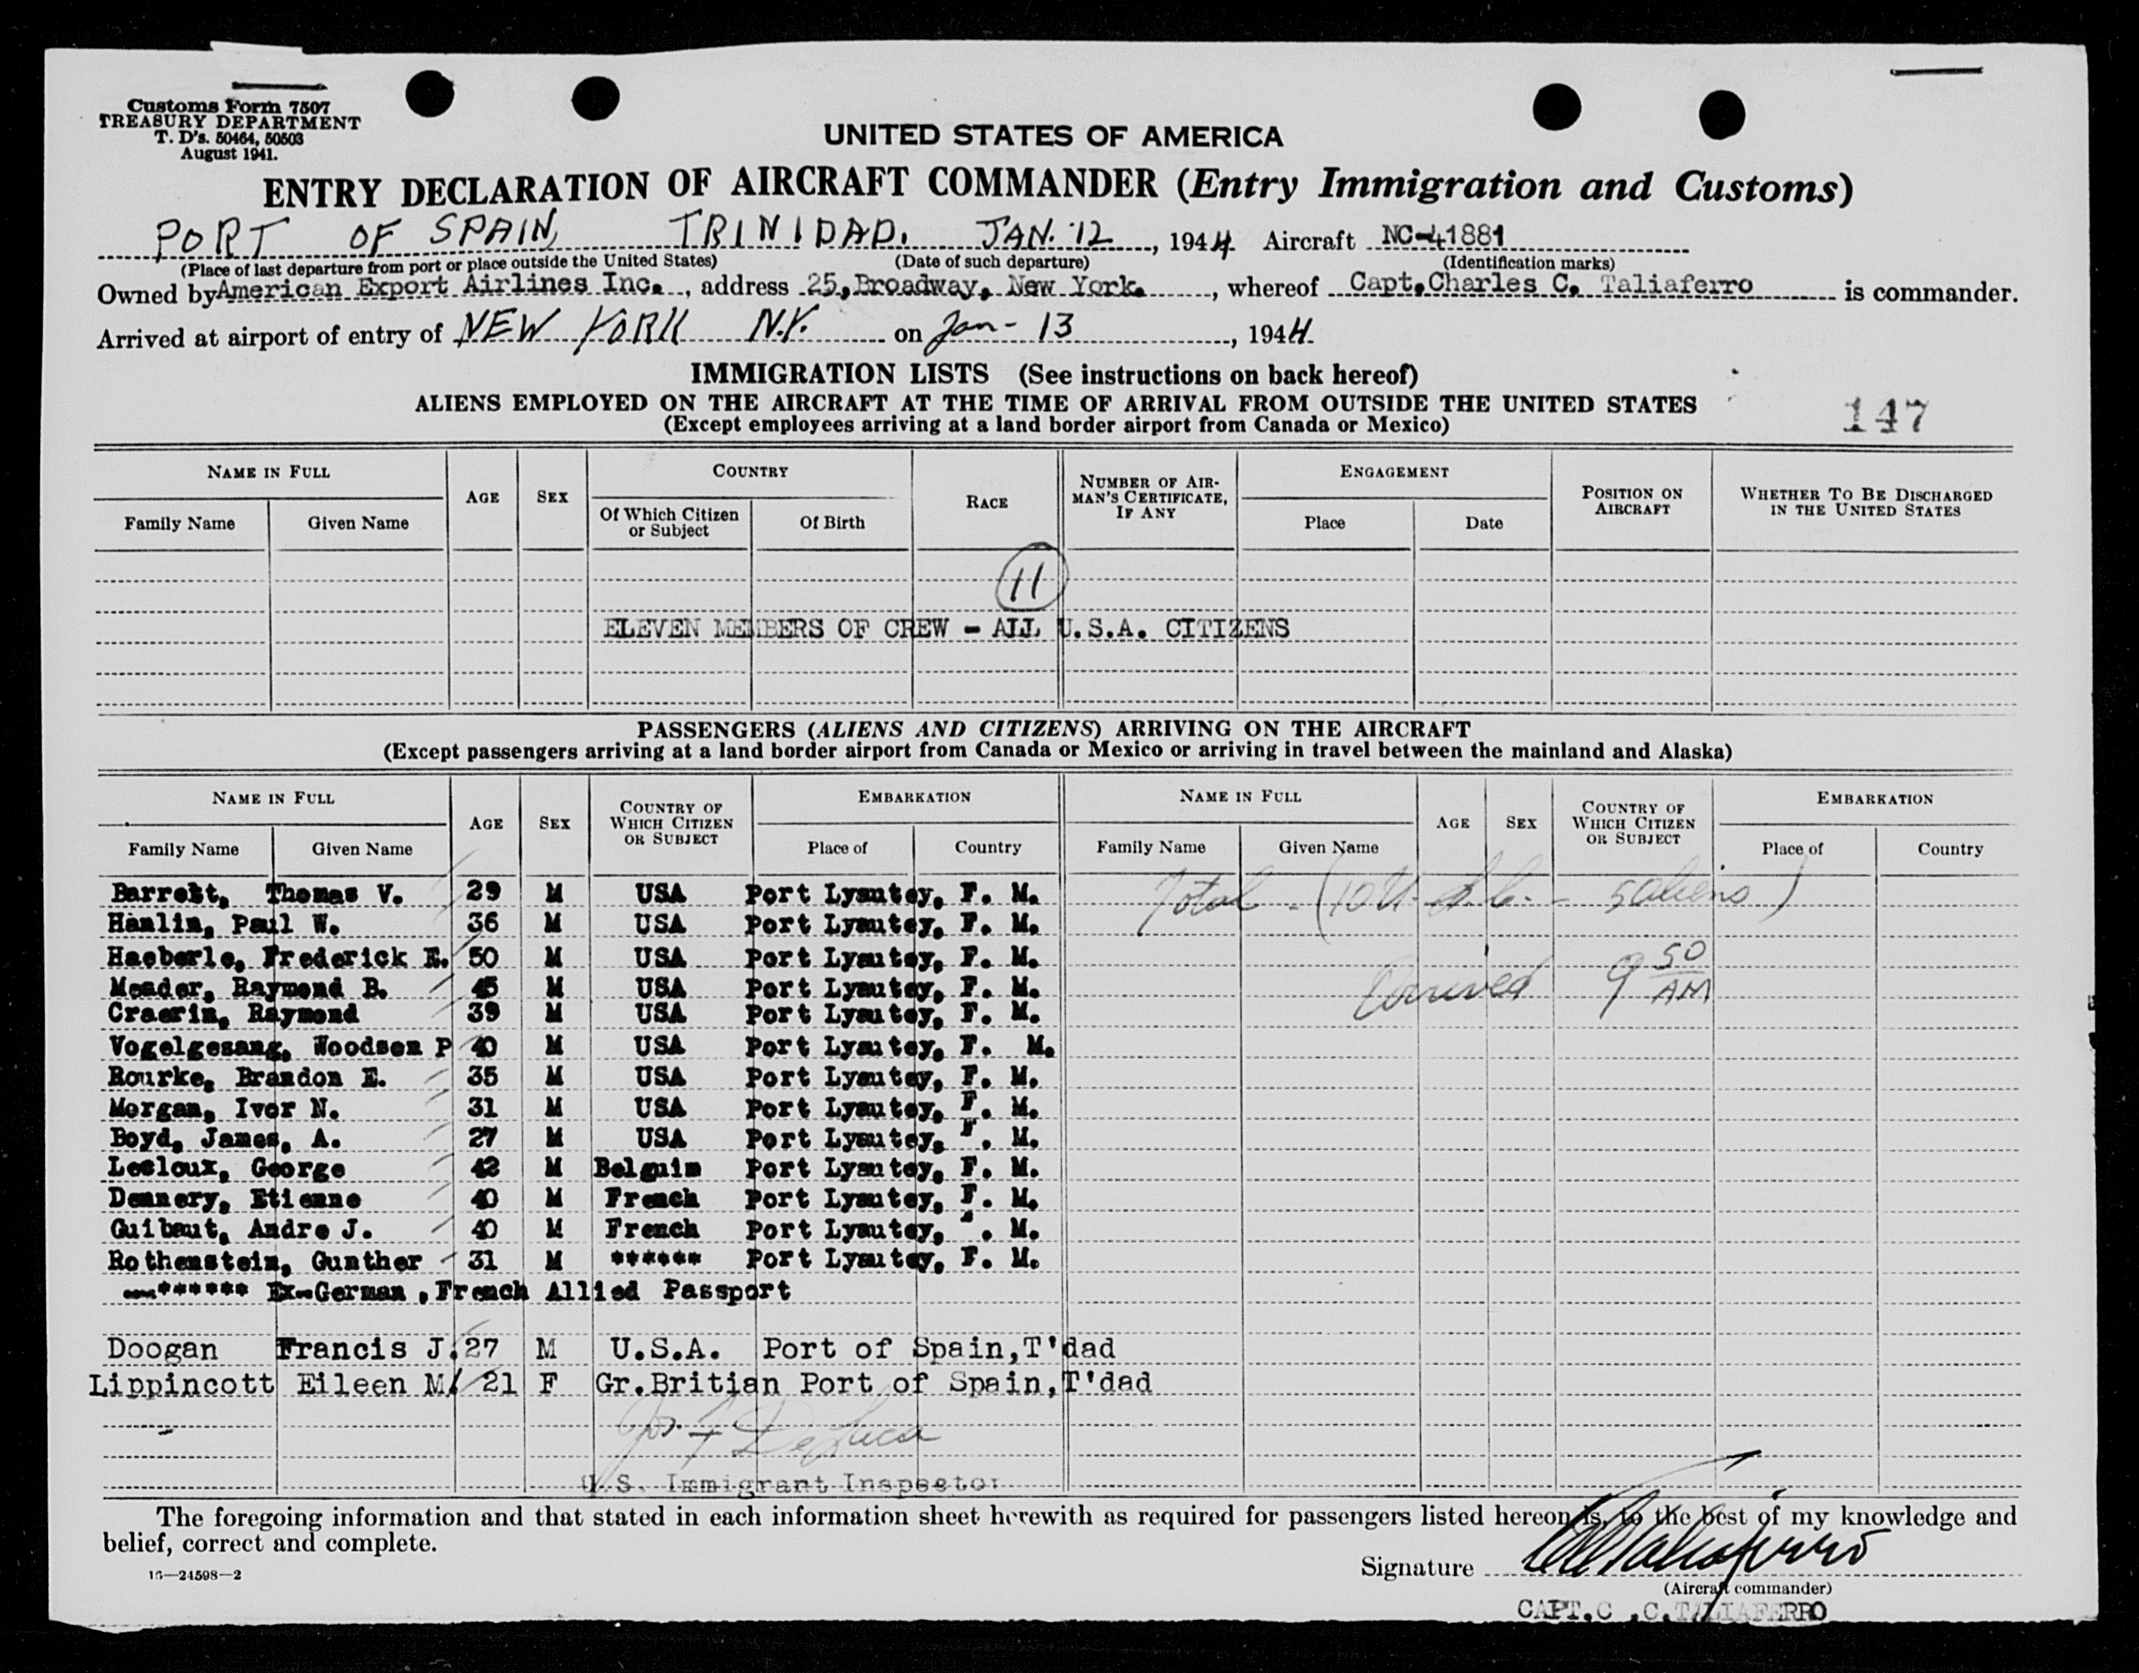 Customs Form 7507
TREASURY DEPARTMENT
T. D's. 50464, 50503
August 1941.
UNITED STATES OF AMERICA
ENTRY DECLARATION OF AIRCRAFT COMMANDER (Entry Immigration and Customs)
PORT OF SPAIN, TRINIDAD. JAN. 12, 1944 Aircraft NC-41881
(Place of last departure from port or place outside the United States) (Date of such departure) (Identification marks)
Owned by American Export Airlines Inc., address 25, Broadway, New York., whereof Capt. Charles C. Taliaferro is commander.
Arrived at airport of entry of NEW YORK N.Y. on Jan- 13, 1944.
IMMIGRATION LISTS (See instructions on back hereof)
ALIENS EMPLOYED ON THE AIRCRAFT AT THE TIME OF ARRIVAL FROM OUTSIDE THE UNITED STATES
(Except employees arriving at a land border airport from Canada or Mexico)
147
NAME IN FULL AGE SEX COUNTRY RACE NUMBER OF AIRMAN'S CERTIFICATE, IF ANY ENGAGEMENT POSITION ON AIRCRAFT WHETHER TO BE DISCHARGED IN THE UNITED STATES
Family Name Given Name Of Which Citizen or Subject Of Birth Place Date
11
ELEVEN MEMBERS OF CREW - ALL U.S.A. CITIZENS
PASSENGERS (ALIENS AND CITIZENS) ARRIVING ON THE AIRCRAFT
(Except passengers arriving at a land border airport from Canada or Mexico or arriving in travel between the mainland and Alaska)
NAME IN FULL AGE SEX COUNTRY OF WHICH CITIZEN OR SUBJECT EMBARKATION NAME IN FULL AGE SEX COUNTRY OF WHICH CITIZEN OR SUBJECT EMBARKATION
Family Name Given Name Place of Country Family Name Given Name Place of Country
Barrett, Thomas V. 29 M USA Port Lyautey, F. M. Total - (10 U.S.C. - 5 aliens)
Hamlin, Paul W. 36 M USA Port Lyautey, F. M.
Haeberle, Frederick E. 50 M USA Port Lyautey, F. M. Arrived 9 50 AM
Meader, Raymond B. 45 M USA Port Lyautey, F. M.
Craerin, Raymond 39 M USA Port Lyautey, F. M.
Vogelgesang, Woodson P 40 M USA Port Lyautey, F. M.
Rourke, Brandon E. 35 M USA Port Lyautey, F. M.
Morgan, Ivor N. 31 M USA Port Lyautey, F. M.
Boyd, James, A. 27 M USA Port Lyautey, F. M.
Lecloux, George 42 M Belguim Port Lyautey, F. M.
Dennery, Etienne 40 M French Port Lyautey, F. M.
Guibaut, Andre J. 40 M French Port Lyautey, F. M.
Rothenstein, Gunther 31 M ****** Port Lyautey, F. M.
****** Ex-German, French Allied Passport
Doogan Francis J. 27 M U.S.A. Port of Spain, T'dad
Lippincott Eileen M. 21 F Gr.Britian Port of Spain, T'dad
U.S. Immigrant Inspector
The foregoing information and that stated in each information sheet herewith as required for passengers listed hereon is, to the best of my knowledge and
belief, correct and complete.
Signature C C Taliaferro
16—24598—2
(Aircraft commander)
CAPT. C. C. TALIAFERRO